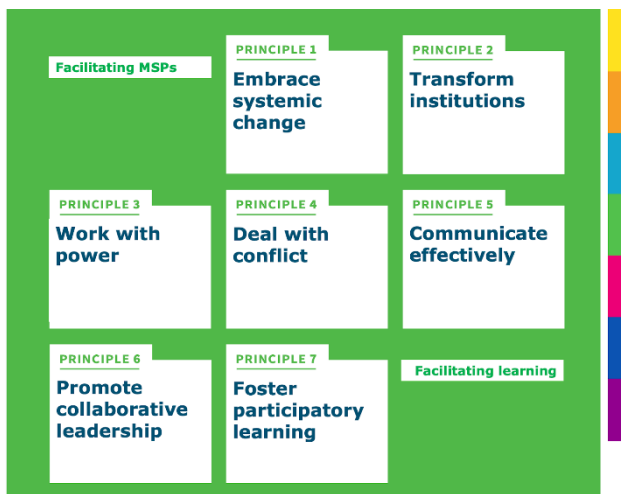 Facilitating MSPs
PRINCIPLE 1
Embrace
systemic
change
PRINCIPLE 2
Transform
institutions
PRINCIPLE 3
Work with
power
PRINCIPLE 4
Deal with
conflict
PRINCIPLE 5
Communicate
effectively
PRINCIPLE 6
Promote
collaborative
leadership
PRINCIPLE 7
Foster
participatory
learning
Facilitating learning